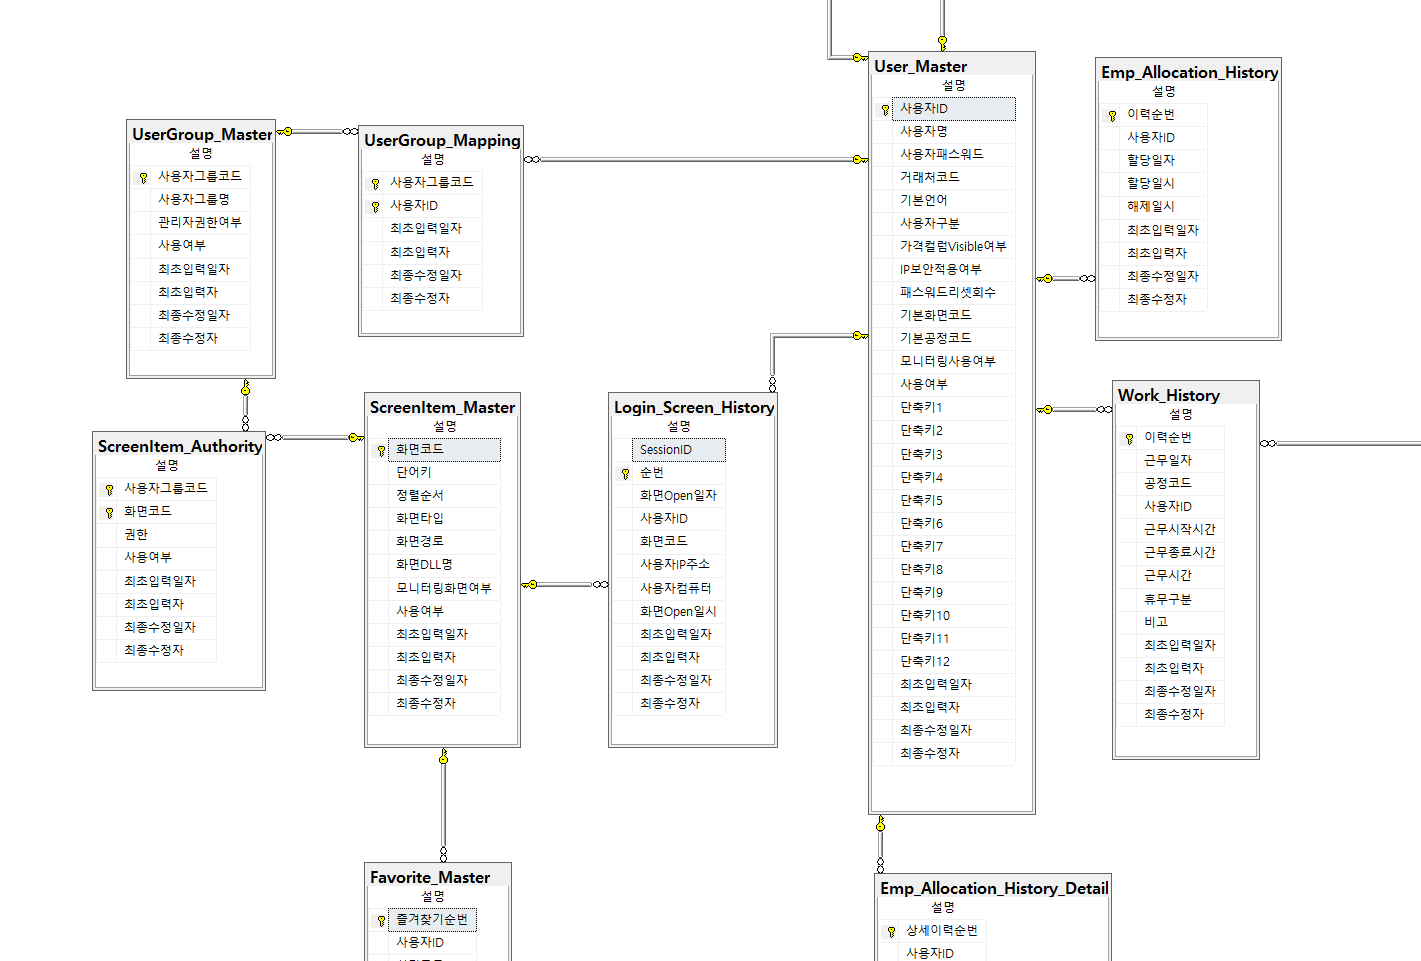 UserGroup_Master
설명
사용자그룹코드
사용자그룹명
관리자권한여부
사용여부
최초입력일자
최초입력자
최종수정일자
최종수정자
UserGroup_Mapping
설명
사용자그룹코드
사용자ID
최초입력일자
최초입력자
최종수정일자
최종수정자
User_Master
설명
사용자ID
사용자명
사용자패스워드
거래처코드
기본언어
사용자구분
가격컬럼Visible여부
IP보안적용여부
패스워드리셋회수
기본화면코드
기본공정코드
모니터링사용여부
사용여부
단축키1
단축키2
단축키3
단축키4
단축키5
단축키6
단축키7
단축키8
단축키9
단축키10
단축키11
단축키12
최초입력일자
최초입력자
최종수정일자
최종수정자
Emp_Allocation_History
설명
이력순번
사용자ID
할당일자
할당일시
해제일시
최초입력일자
최초입력자
최종수정일자
최종수정자
ScreenItem_Authority
설명
사용자그룹코드
화면코드
권한
사용여부
최초입력일자
최초입력자
최종수정일자
최종수정자
ScreenItem_Master
설명
화면코드
단어키
정렬순서
화면타입
화면경로
화면DLL명
모니터링화면여부
사용여부
최초입력일자
최초입력자
최종수정일자
최종수정자
Login_Screen_History
설명
SessionID
순번
화면Open일자
사용자ID
화면코드
사용자IP주소
사용자컴퓨터
화면Open일시
최초입력일자
최초입력자
최종수정일자
최종수정자
Work_History
설명
이력순번
근무일자
공정코드
사용자ID
근무시작시간
근무종료시간
근무시간
휴무구분
비고
최초입력일자
최초입력자
최종수정일자
최종수정자
Favorite_Master
설명
즐겨찾기순번
사용자ID
Emp_Allocation_History_Detail
설명
상세이력순번
사용자ID